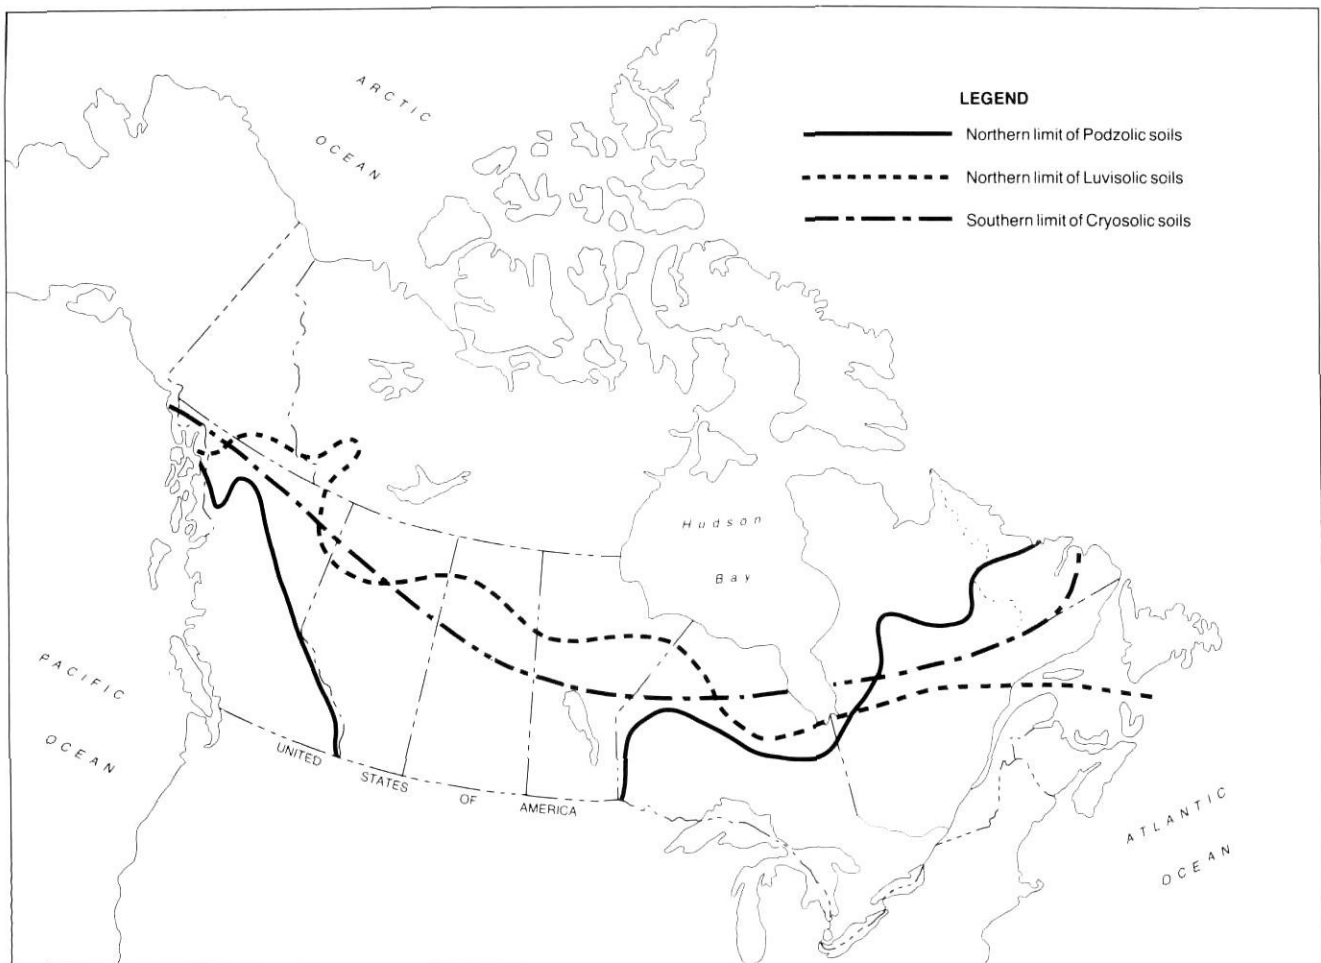 ARCTIC
OCEAN
LEGEND
Northern limit of Podzolic soils
Northern limit of Luvisolic soils
Southern limit of Cryosolic soils
Hudson
Bay
PACIFIC
OCEAN
UNITED STATES OF AMERICA
ATLANTIC
OCEAN